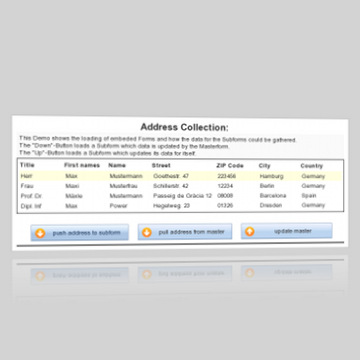 Address Collection:
This Demo shows the loading of embeded Forms and how the data for the Subforms could be gathered.
The "Down"-Button loads a Subform which data is updated by the Masterform.
The "Up"-Button loads a Subform which updates its data for itself.
Title First names Name Street ZIP Code City Country
Herr Max Mustermann Goethestr. 47 223456 Hamburg Germany
Frau Maxi Musterfrau Schillerstr. 42 12234 Berlin Germany
Prof. Dr. Mäxle Mustermann Passeig de Gràcia 12 08008 Barcelona Spain
Dipl. Inf Max Power Hegelweg 23 01326 Dresden Germany
push address to subform pull address from master update master